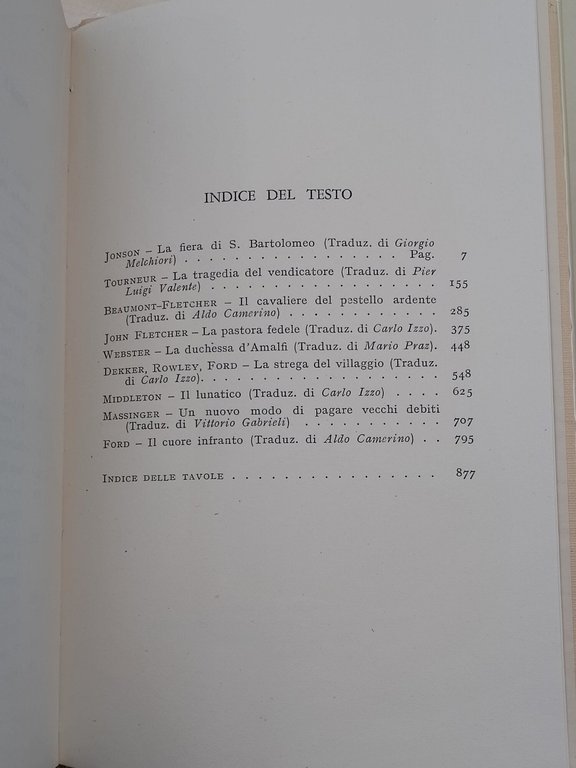 INDICE DEL TESTO
JONSON – La fiera di S. Bartolomeo (Traduz. di Giorgio
Melchiori) . . . . . . . . . . . . . . . . Pag. 7
TOURNEUR – La tragedia del vendicatore (Traduz. di Pier
Luigi Valente) . . . . . . . . . . . . . . . . 155
BEAUMONT-FLETCHER – Il cavaliere del pestello ardente
(Traduz. di Aldo Camerino) . . . . . . . . . . . 285
JOHN FLETCHER – La pastora fedele (Traduz. di Carlo Izzo). 375
WEBSTER – La duchessa d'Amalfi (Traduz. di Mario Praz). 448
DEKKER, ROWLEY, FORD – La strega del villaggio (Traduz.
di Carlo Izzo). . . . . . . . . . . . . . . . 548
MIDDLETON – Il lunatico (Traduz. di Carlo Izzo) . . . . 625
MASSINGER – Un nuovo modo di pagare vecchi debiti
(Traduz. di Vittorio Gabrieli) . . . . . . . . . . . 707
FORD – Il cuore infranto (Traduz. di Aldo Camerino) . . 795
INDICE DELLE TAVOLE . . . . . . . . . . . . . . . . 877